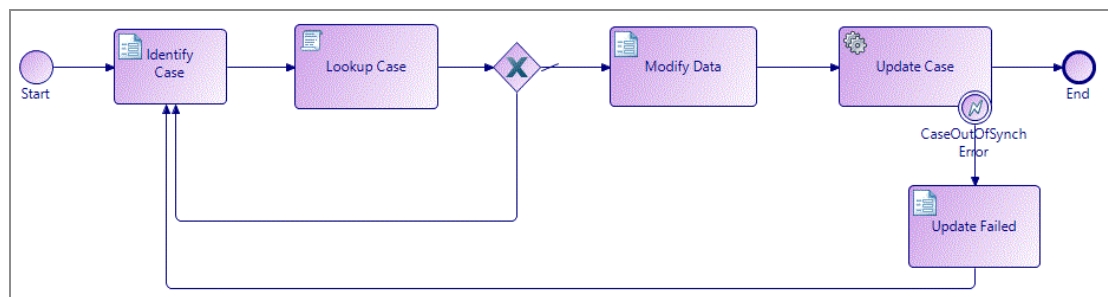 Start
Identify
Case
Lookup Case
X
Modify Data
Update Case
End
CaseOutOfSynch
Error
Update Failed